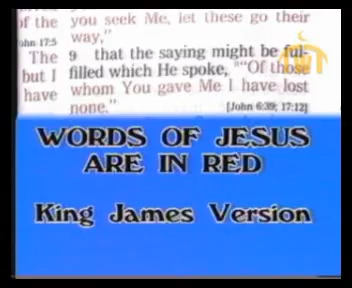 of the you seek Me, let these go their
ohn 17:5 way,"
The 9 that the saying might be ful-
but I filled which He spoke, "“Of those
have whom You gave Me I have lost
none."
[John 6:39; 17:12]
WORDS OF JESUS
ARE IN RED
King James Version